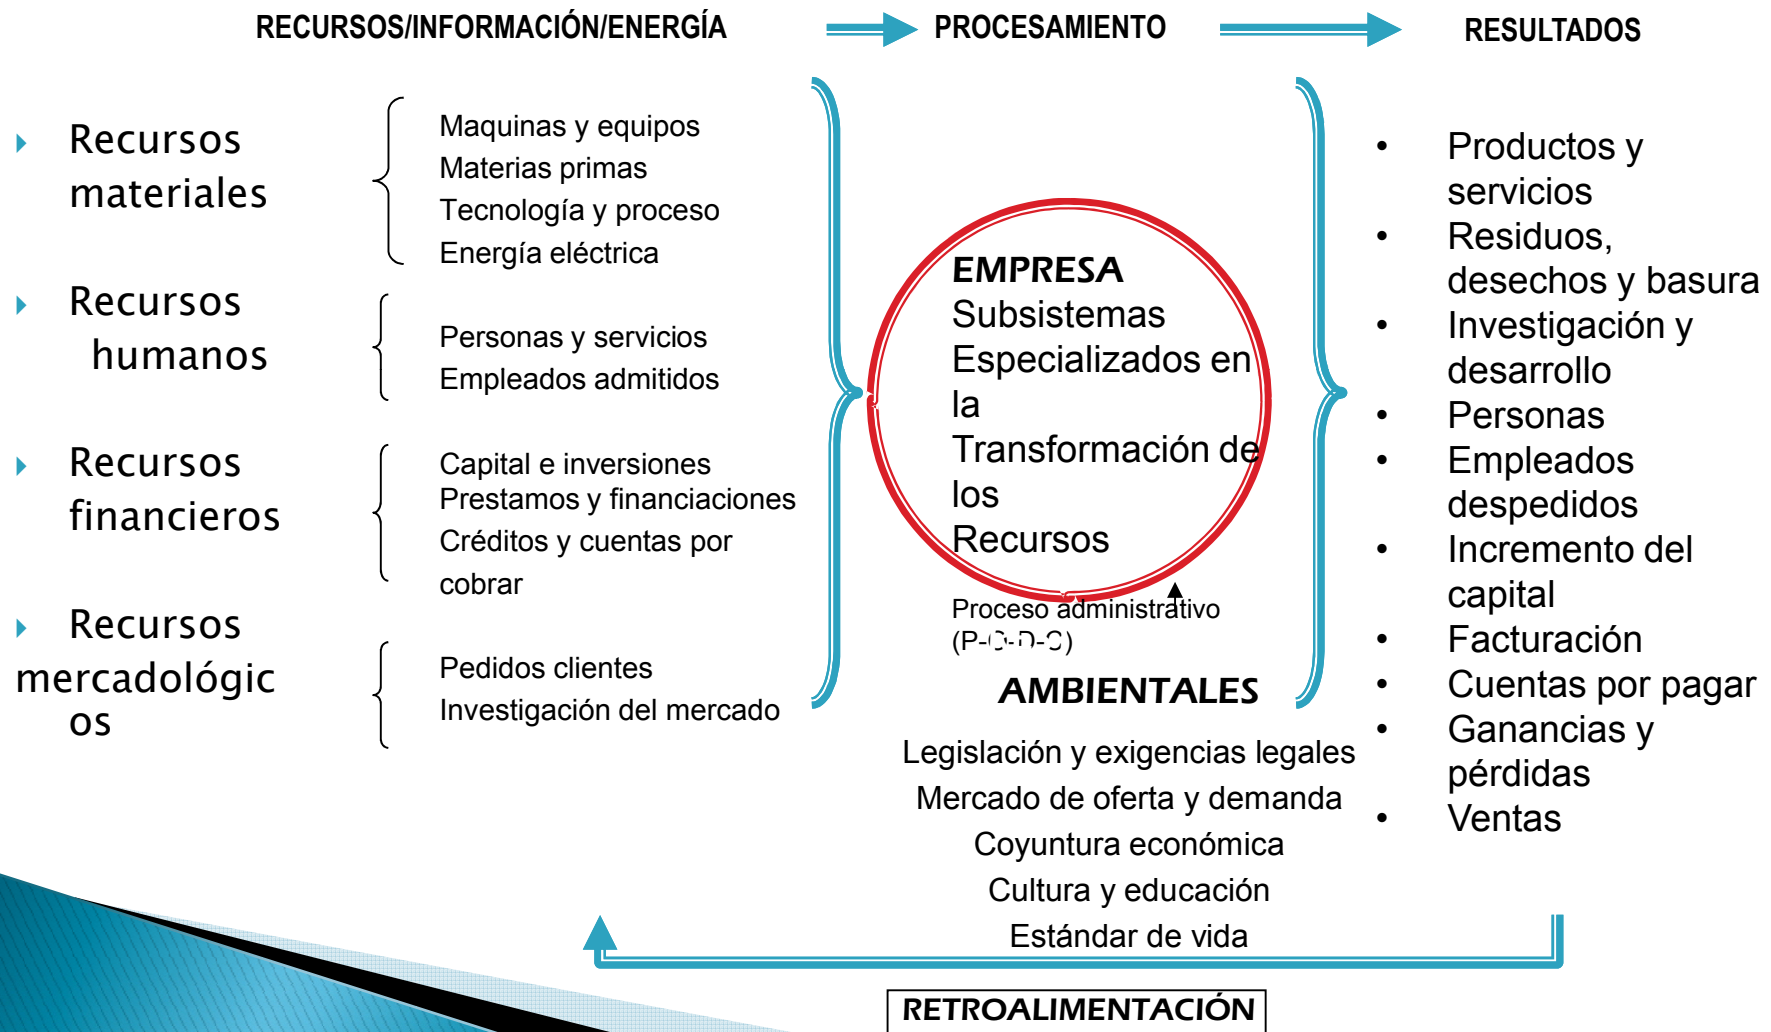 RECURSOS/INFORMACIÓN/ENERGÍA
PROCESAMIENTO
RESULTADOS
Recursos
materiales
Maquinas y equipos
Materias primas
Tecnología y proceso
Energía eléctrica
Recursos
humanos
Personas y servicios
Empleados admitidos
Recursos
financieros
Capital e inversiones
Prestamos y financiaciones
Créditos y cuentas por
cobrar
Recursos
mercadológic
os
Pedidos clientes
Investigación del mercado
EMPRESA
Subsistemas
Especializados en
la
Transformación de
los
Recursos
Proceso administrativo
(P-O-D-C)
AMBIENTALES
Legislación y exigencias legales
Mercado de oferta y demanda
Coyuntura económica
Cultura y educación
Estándar de vida
• Productos y
servicios
• Residuos,
desechos y basura
• Investigación y
desarrollo
• Personas
• Empleados
despedidos
• Incremento del
capital
• Facturación
• Cuentas por pagar
• Ganancias y
pérdidas
• Ventas
RETROALIMENTACIÓN